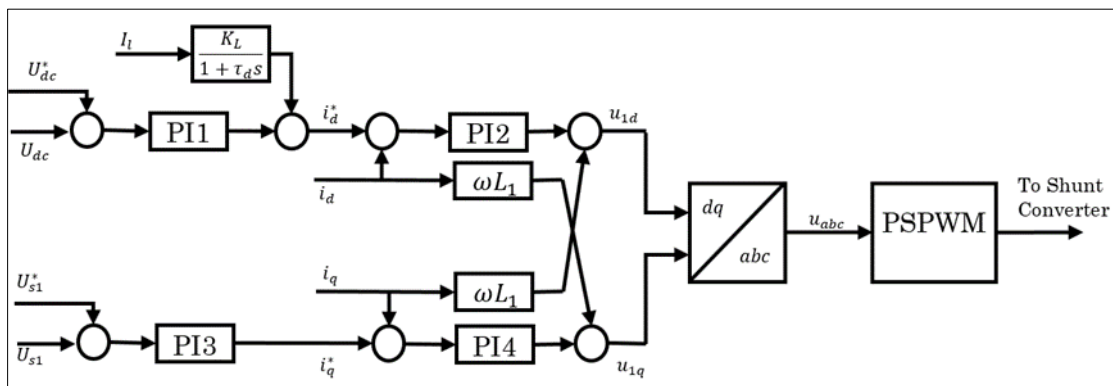 I_l
K_L
1 + τ_d s
U*_dc
U_dc
PI1
i*_d
PI2
u_1d
i_d
ωL_1
dq
abc
u_abc
PSPWM
To Shunt
Converter
i_q
ωL_1
U*_s1
U_s1
PI3
i*_q
PI4
u_1q